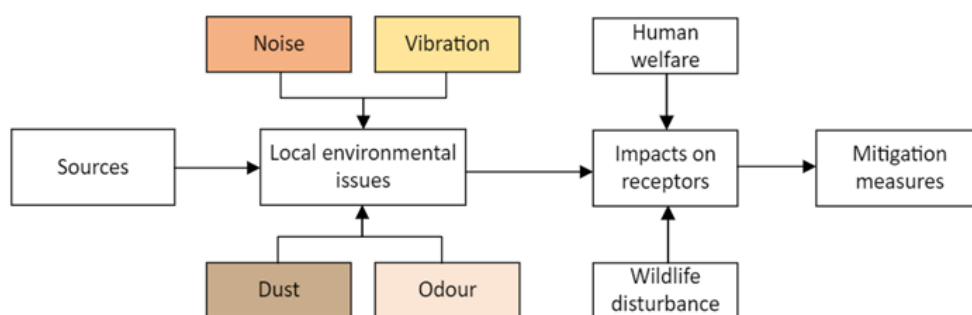 Noise
Vibration
Human
welfare
Sources
Local environmental
issues
Impacts on
receptors
Mitigation
measures
Dust
Odour
Wildlife
disturbance